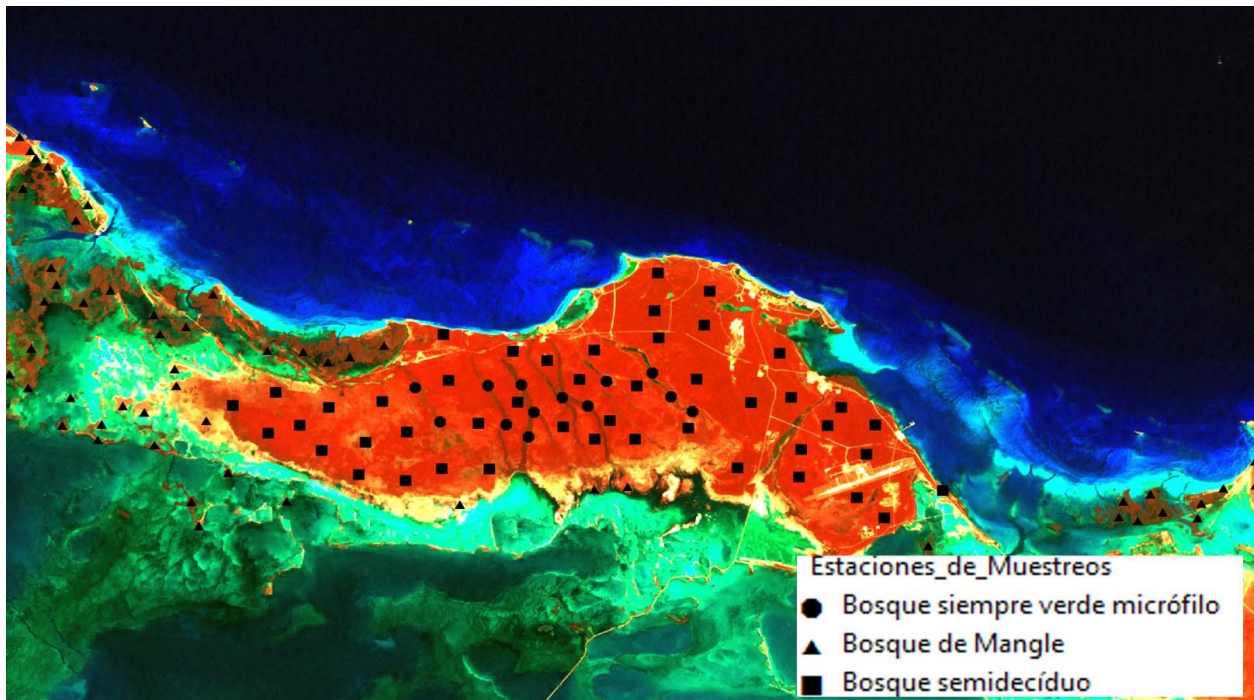 Estaciones_de_Muestreos
Bosque siempre verde micrófilo
Bosque de Mangle
Bosque semidecíduo